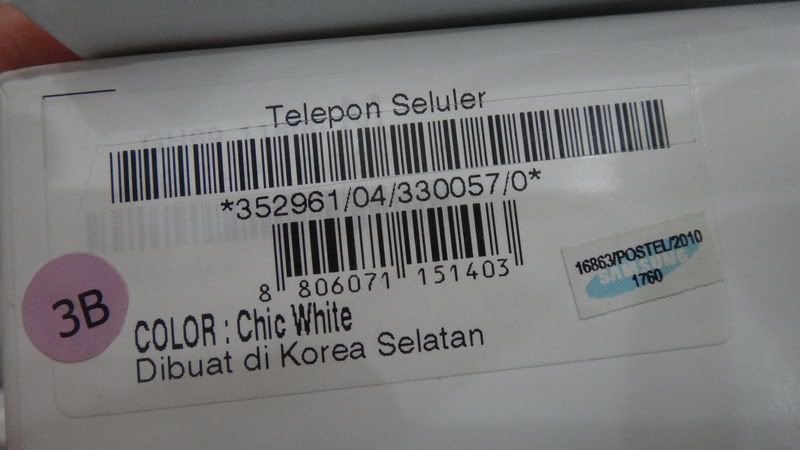 Telepon Seluler
*352961/04/330057/0*
8 806071 151403
16863/POSTEL/2010
SAMSUNG
1760
3B
COLOR : Chic White
Dibuat di Korea Selatan